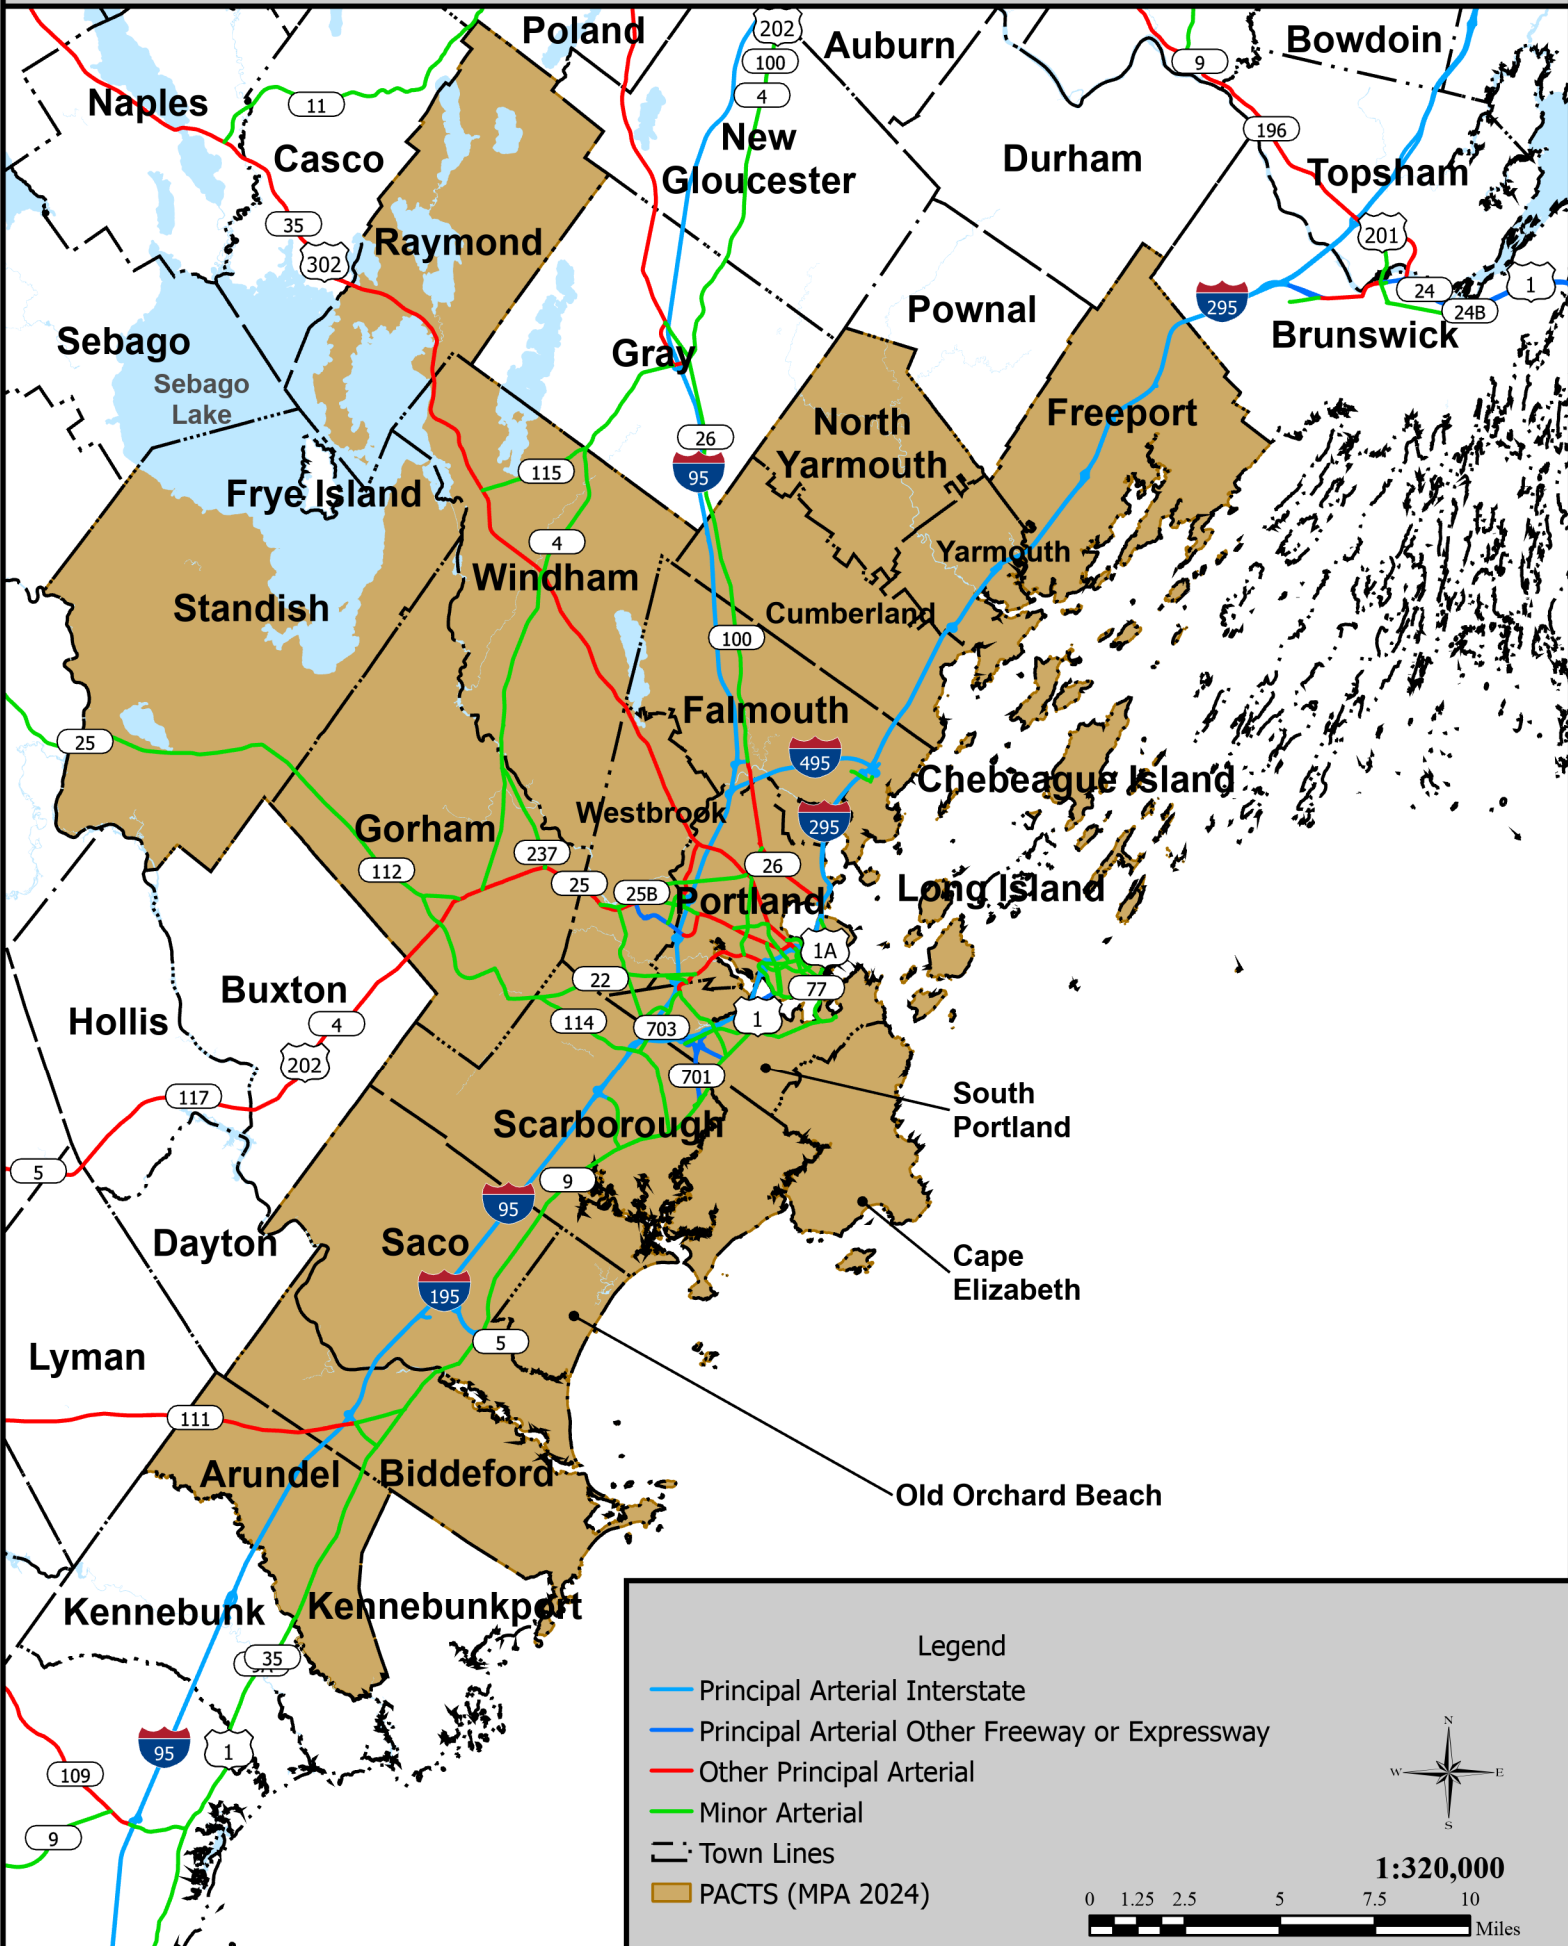 Poland
202
Auburn
Bowdoin
100
9
4
Naples
11
New
Gloucester
196
Casco
Durham
Topsham
35
302
Raymond
201
24
1
295
24B
Pownal
Brunswick
Sebago
Sebago
Lake
Gray
Freeport
North
Yarmouth
26
95
115
Frye Island
4
Yarmouth
Windham
Standish
Cumberland
100
25
Falmouth
495
Chebeague Island
Westbrook
295
Gorham
237
26
112
25
25B
Portland
Long Island
1A
22
77
Buxton
Hollis
4
114
703
1
202
701
117
South
Portland
Scarborough
5
9
95
Dayton
Saco
Cape
Elizabeth
195
5
Lyman
111
Arundel
Biddeford
Old Orchard Beach
Kennebunk
Kennebunkport
35
95
1
109
9
Legend
Principal Arterial Interstate
Principal Arterial Other Freeway or Expressway
Other Principal Arterial
Minor Arterial
Town Lines
PACTS (MPA 2024)
N
W E
S
1:320,000
0 1.25 2.5 5 7.5 10
Miles